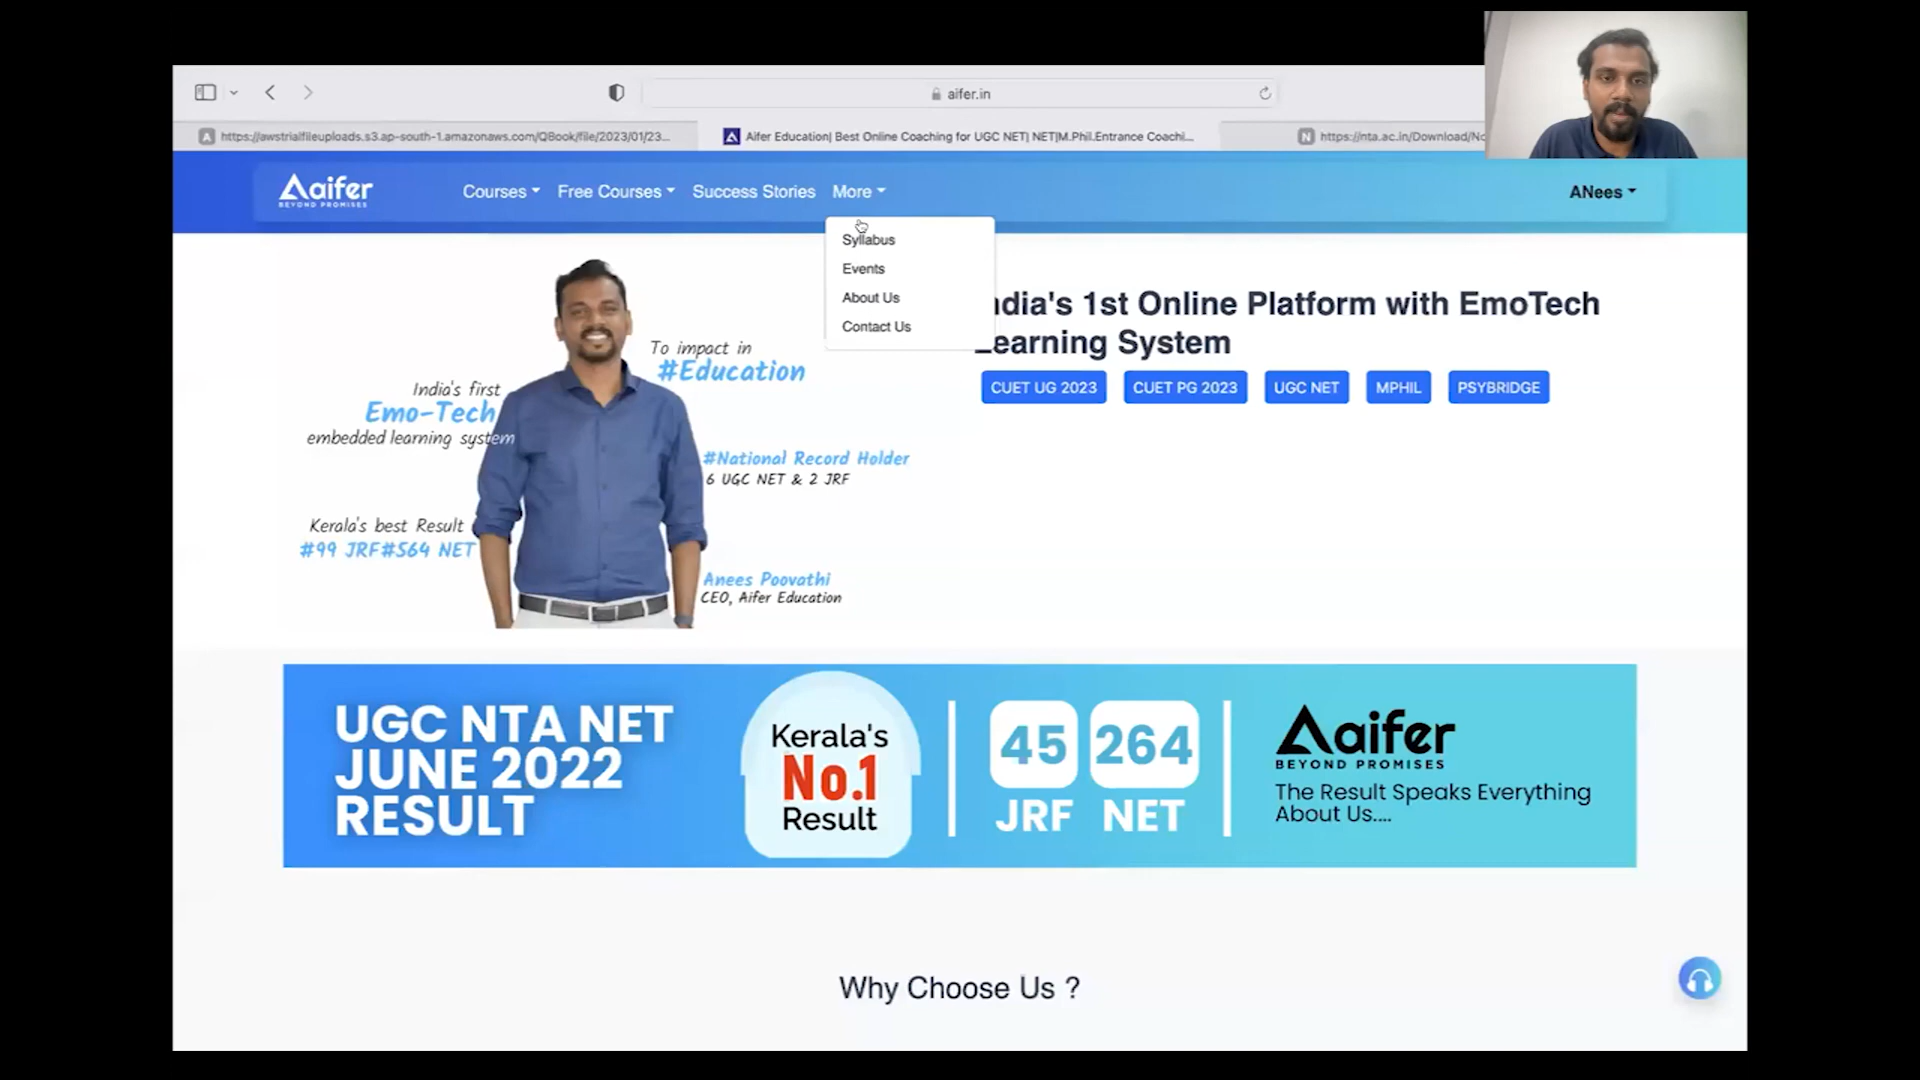 aifer.in
https://awstrialfileuploads.s3.ap-south-1.amazonaws.com/QBook/file/2023/01/23...
Aifer Education| Best Online Coaching for UGC NET| NET|M.Phil.Entrance Coachi...
https://nta.ac.in/Download/No
aifer
BEYOND PROMISES
Courses
Free Courses
Success Stories
More
ANees
Syllabus
Events
About Us
Contact Us
India's first
Emo-Tech
embedded learning system
Kerala's best Result
#99 JRF#564 NET
To impact in
#Education
#National Record Holder
6 UGC NET & 2 JRF
Anees Poovathi
CEO, Aifer Education
ndia's 1st Online Platform with EmoTech
Learning System
CUET UG 2023
CUET PG 2023
UGC NET
MPHIL
PSYBRIDGE
UGC NTA NET
JUNE 2022
RESULT
Kerala's
No.1
Result
45
JRF
264
NET
aifer
BEYOND PROMISES
The Result Speaks Everything
About Us....
Why Choose Us ?